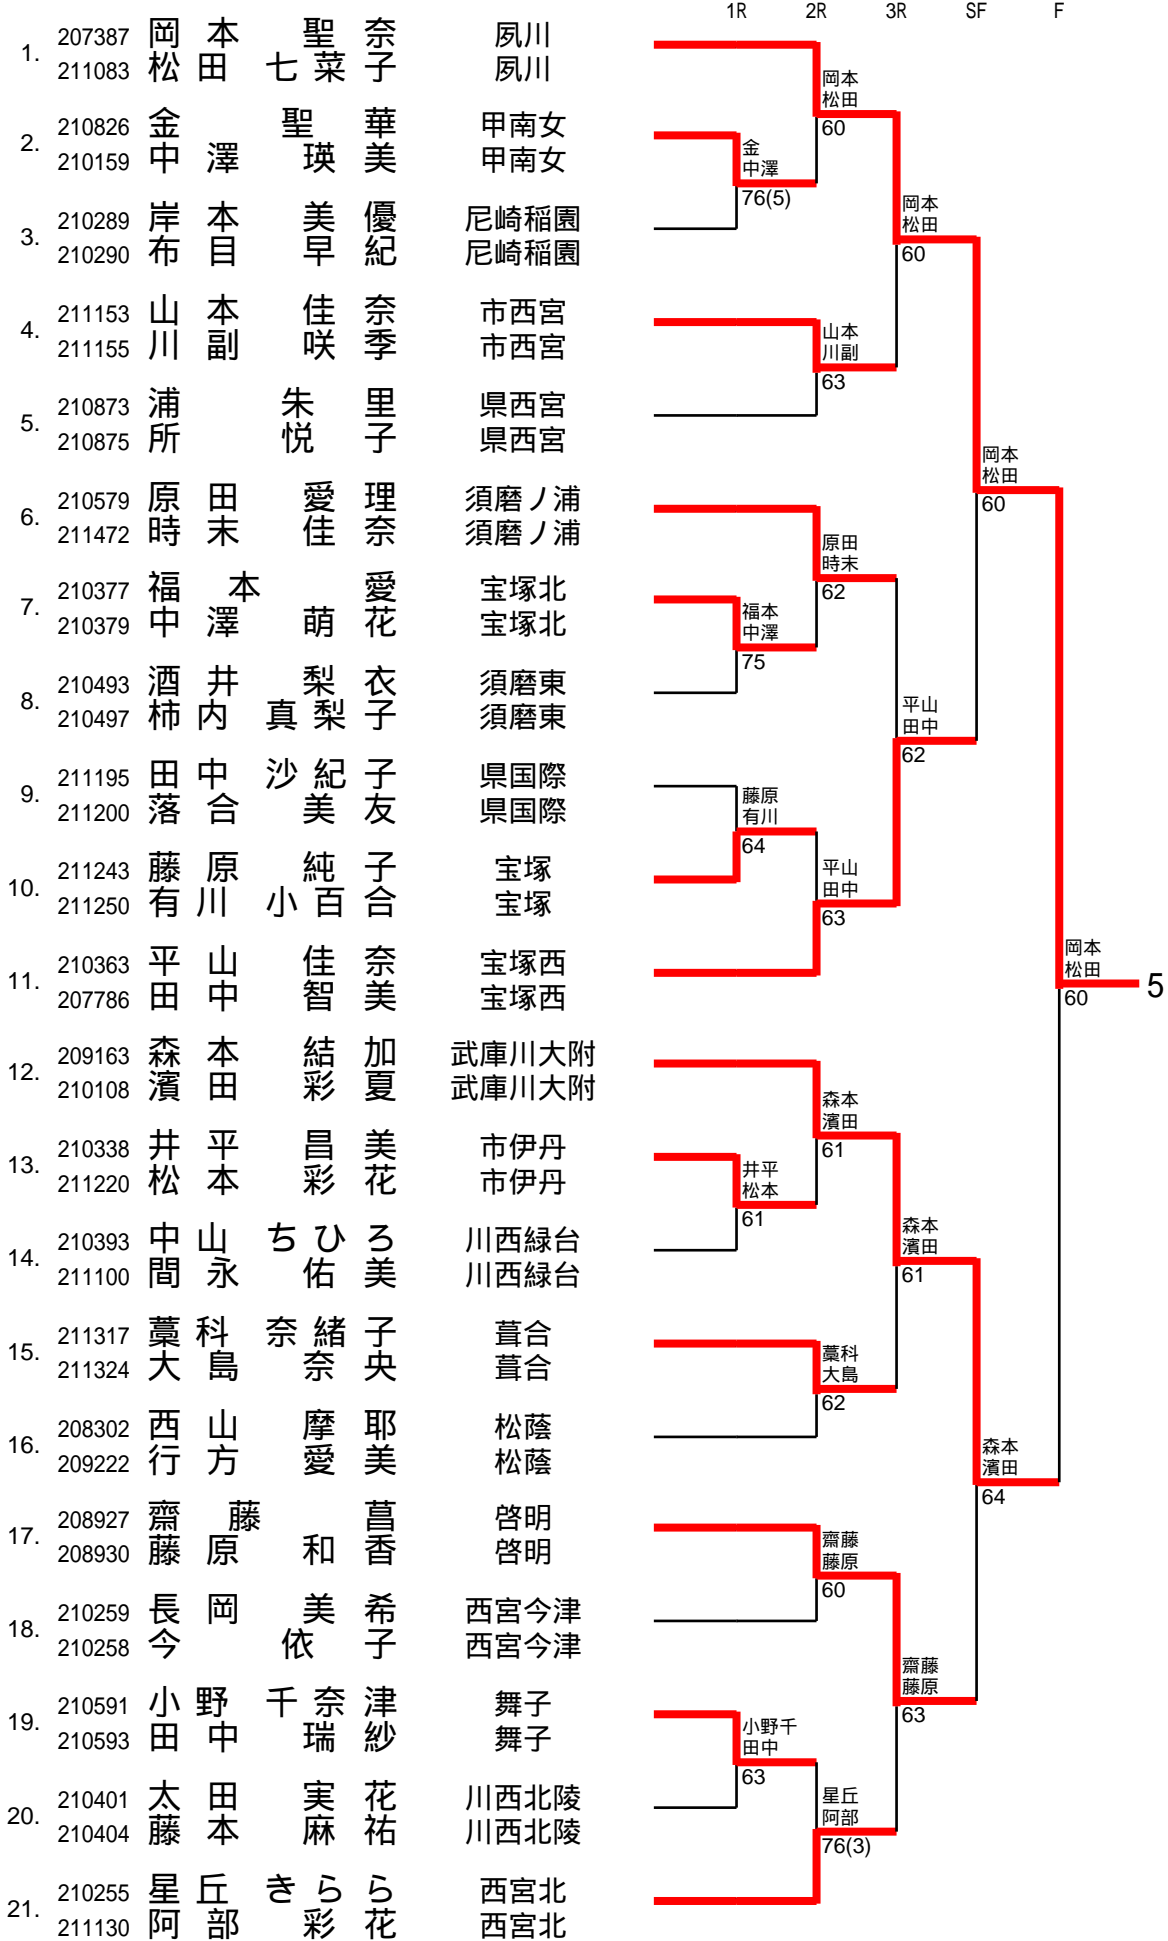 1R 2R 3R SF F
1. 207387 岡本 聖奈 夙川
211083 松田 七菜子 夙川
2. 210826 金 聖華 甲南女
210159 中澤 瑛美 甲南女
3. 210289 岸本 美優 尼崎稲園
210290 布目 早紀 尼崎稲園
4. 211153 山本 佳奈 市西宮
211155 川副 咲季 市西宮
5. 210873 浦 朱里 県西宮
210875 所 悦子 県西宮
6. 210579 原田 愛理 須磨ノ浦
211472 時末 佳奈 須磨ノ浦
7. 210377 福本 愛 宝塚北
210379 中澤 萌花 宝塚北
8. 210493 酒井 梨衣 須磨東
210497 柿内 真梨子 須磨東
9. 211195 田中 沙紀子 県国際
211200 落合 美友 県国際
10. 211243 藤原 純子 宝塚
211250 有川 小百合 宝塚
11. 210363 平山 佳奈 宝塚西
207786 田中 智美 宝塚西
12. 209163 森本 結加 武庫川大附
210108 濱田 彩夏 武庫川大附
13. 210338 井平 昌美 市伊丹
211220 松本 彩花 市伊丹
14. 210393 中山 ちひろ 川西緑台
211100 間永 佑美 川西緑台
15. 211317 藁科 奈緒子 葺合
211324 大島 奈央 葺合
16. 208302 西山 摩耶 松蔭
209222 行方 愛美 松蔭
17. 208927 齋藤 菖 啓明
208930 藤原 和香 啓明
18. 210259 長岡 美希 西宮今津
210258 今 依子 西宮今津
19. 210591 小野 千奈津 舞子
210593 田中 瑞紗 舞子
20. 210401 太田 実花 川西北陵
210404 藤本 麻祐 川西北陵
21. 210255 星丘 きらら 西宮北
211130 阿部 彩花 西宮北
金
中澤
76(5)
福本
中澤
75
藤原
有川
64
井平
松本
61
小野千
田中
63
岡本
松田
60
山本
川副
63
原田
時末
62
平山
田中
63
森本
濱田
61
藁科
大島
62
齋藤
藤原
60
星丘
阿部
76(3)
岡本
松田
60
平山
田中
62
森本
濱田
61
齋藤
藤原
63
岡本
松田
60
森本
濱田
64
岡本
松田
60
5